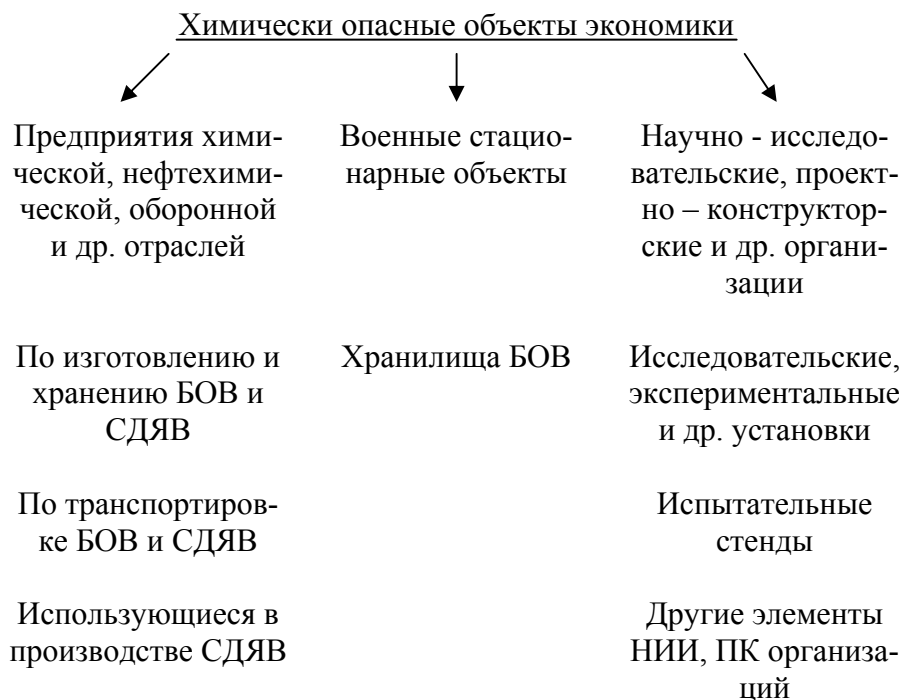 Химически опасные объекты экономики
Предприятия хими-
ческой, нефтехими-
ческой, оборонной
и др. отраслей
Военные стацио-
нарные объекты
Научно - исследо-
вательские, проект-
но – конструктор-
ские и др. органи-
зации
По изготовлению и
хранению БОВ и
СДЯВ
Хранилища БОВ
Исследовательские,
экспериментальные
и др. установки
По транспортиров-
ке БОВ и СДЯВ
Испытательные
стенды
Использующиеся в
производстве СДЯВ
Другие элементы
НИИ, ПК организа-
ций